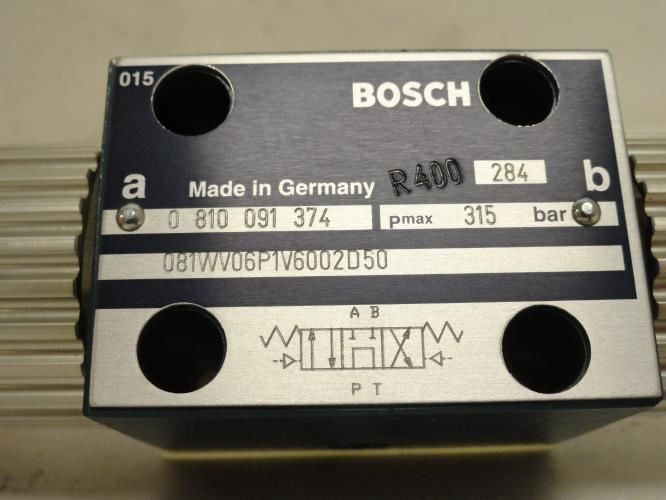 015
BOSCH
a Made in Germany R400 284 b
0 810 091 374 pmax 315 bar
081WV06P1V6002D50
A B
P T